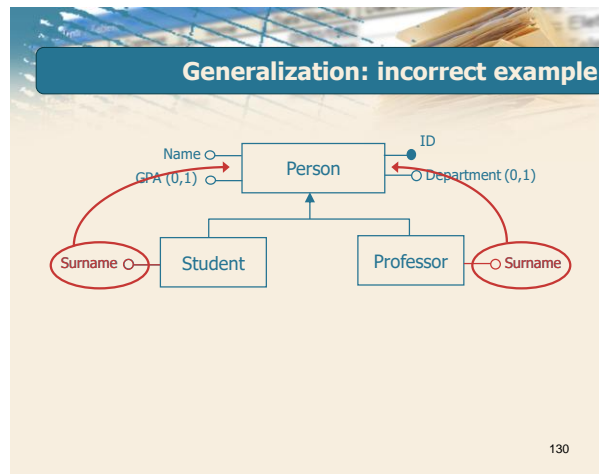 Generalization: incorrect example
ID
Name
Person
GPA (0,1)
Department (0,1)
Surname
Student
Professor
Surname
130